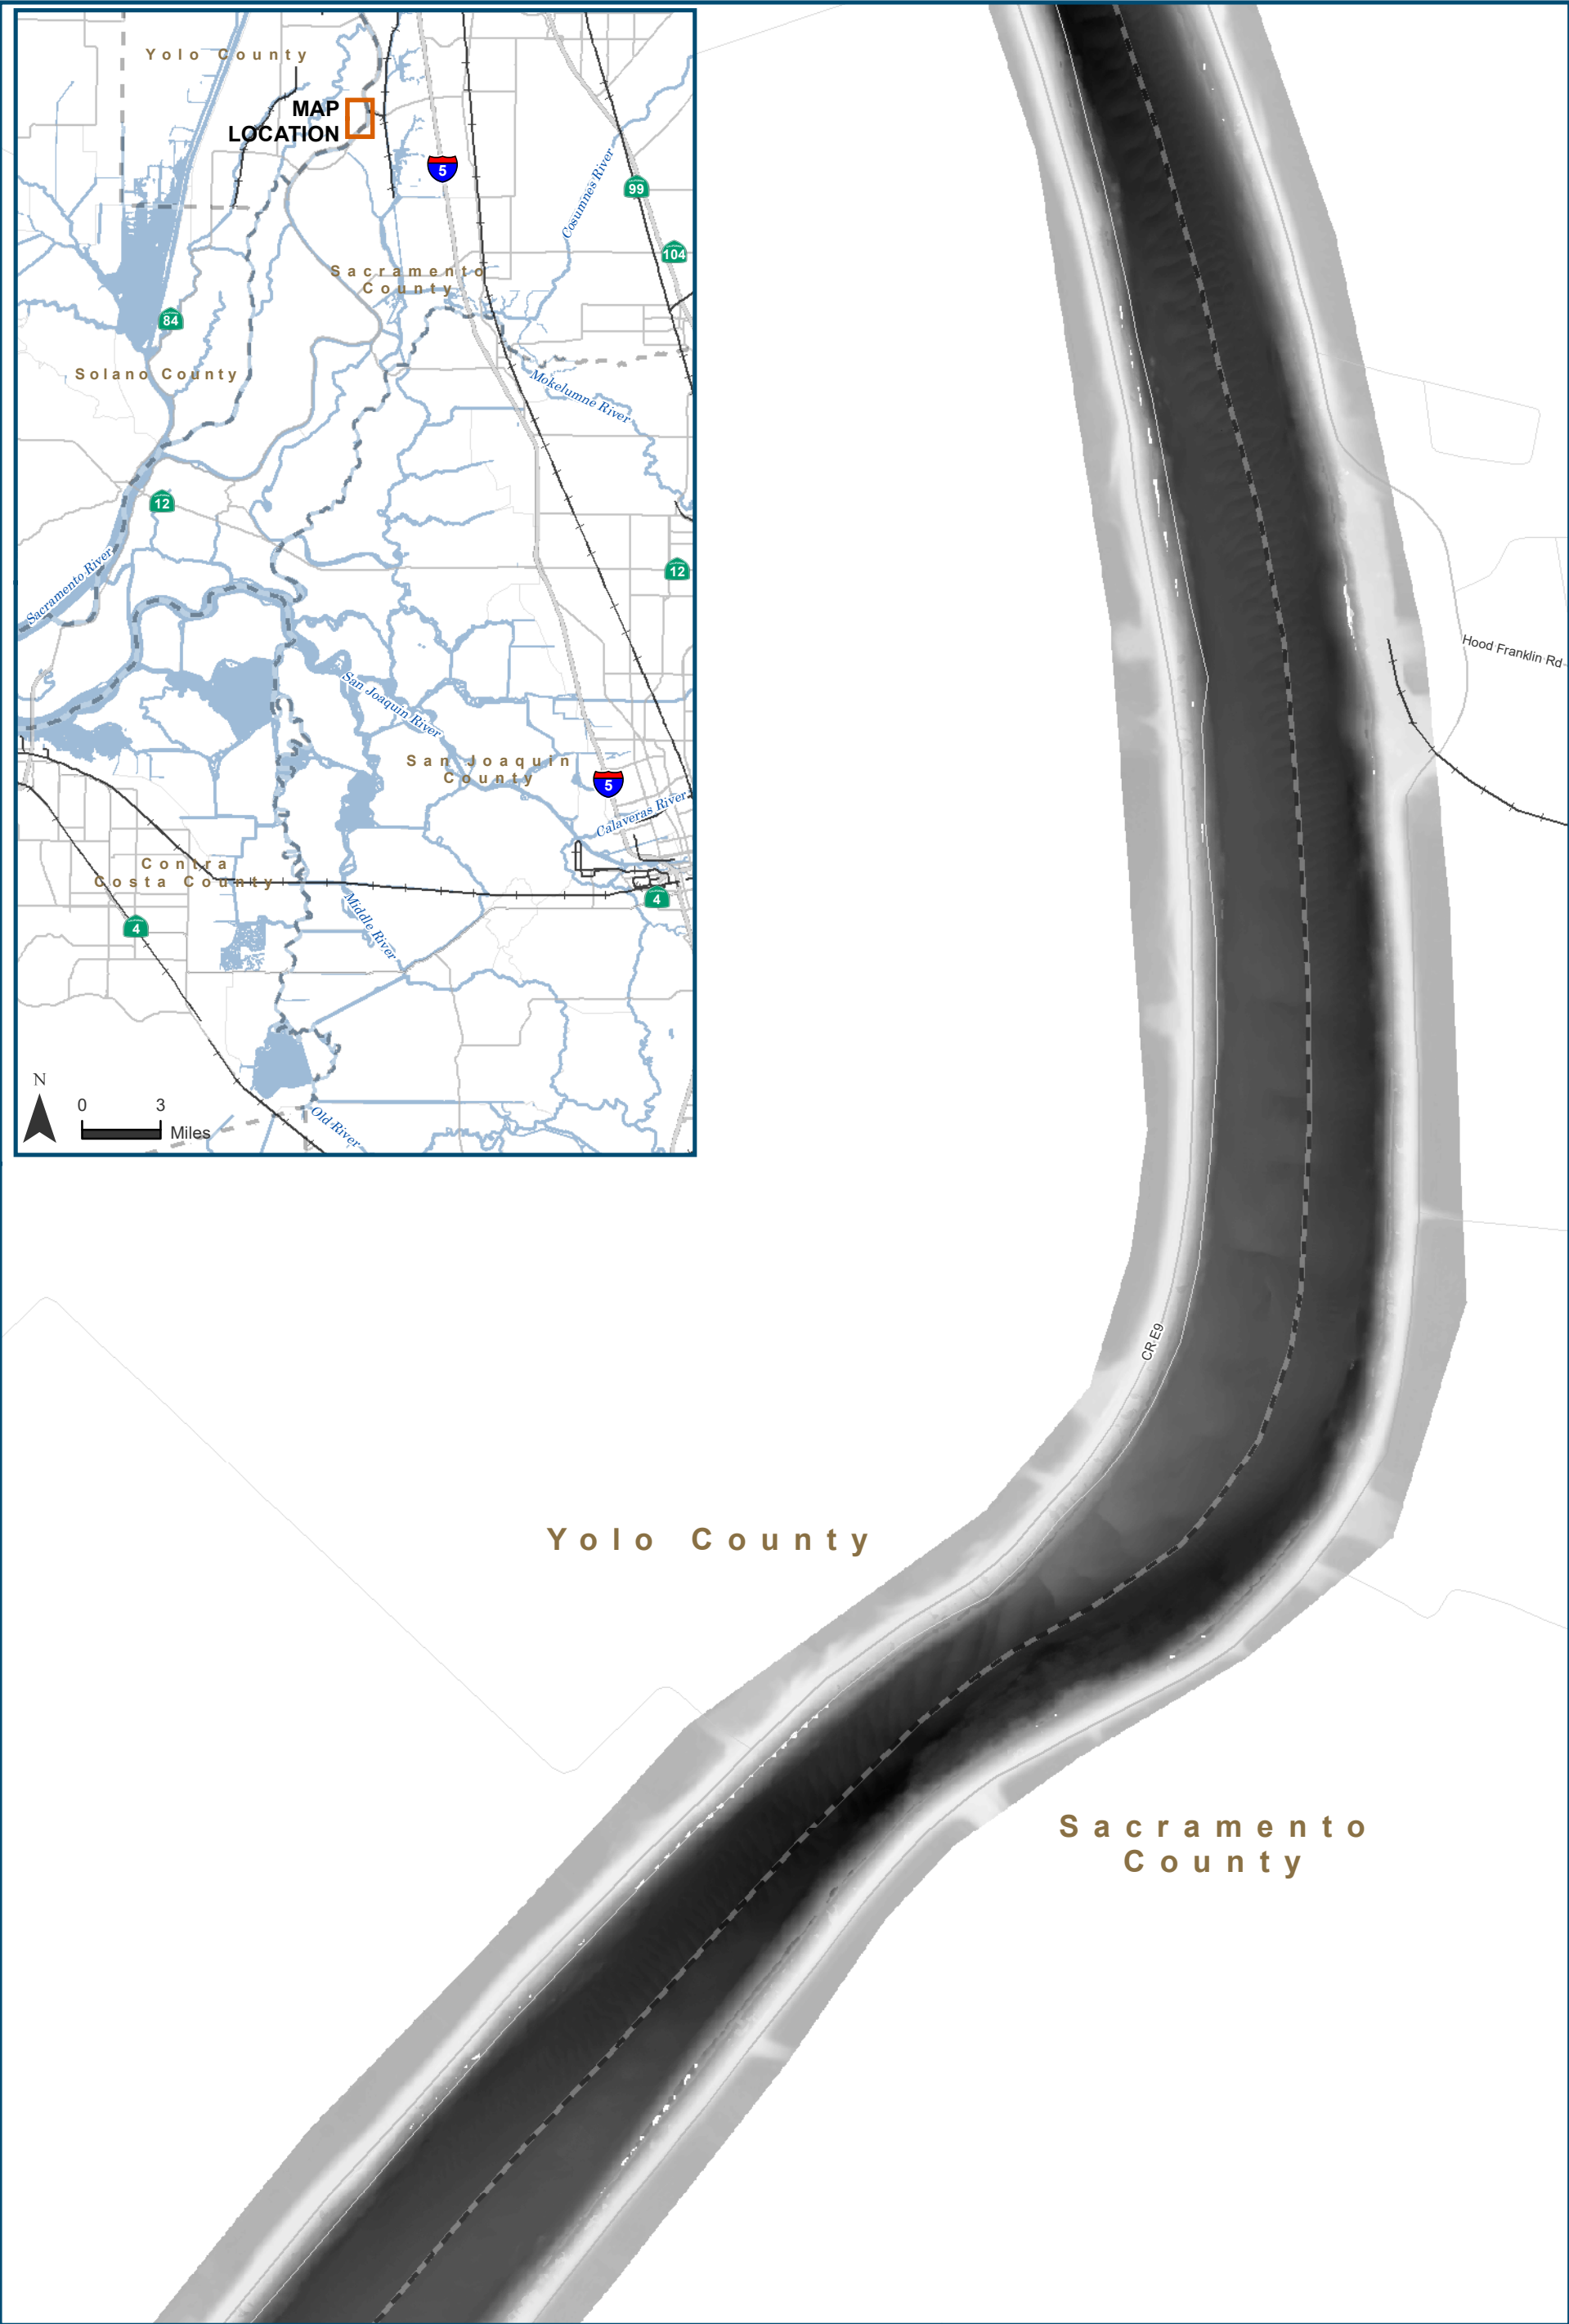 Yolo County
MAP
LOCATION
5
99
Cosumnes River
104
Sacramento
County
84
Solano County
Mokelumne River
12
12
Sacramento River
San Joaquin River
San Joaquin
County
5
Calaveras River
Contra
Costa County
4
4
Middle River
N
0 3
Miles
Old River
Hood Franklin Rd
CR E9
Yolo County
Sacramento
County